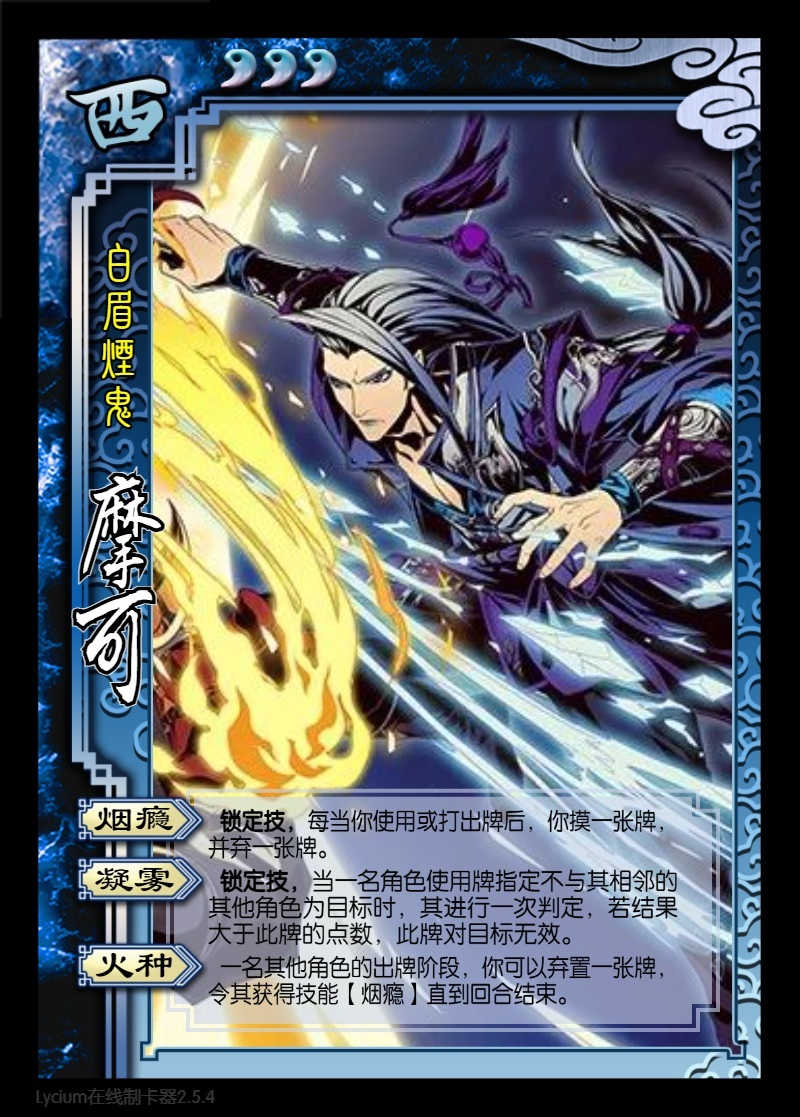 西
白眉煙鬼
摩可
烟瘾
锁定技，每当你使用或打出牌后，你摸一张牌，
并弃一张牌。
凝雾
锁定技，当一名角色使用牌指定不与其相邻的
其他角色为目标时，其进行一次判定，若结果
大于此牌的点数，此牌对目标无效。
火种
一名其他角色的出牌阶段，你可以弃置一张牌，
令其获得技能【烟瘾】直到回合结束。
Lycium在线制卡器2.5.4